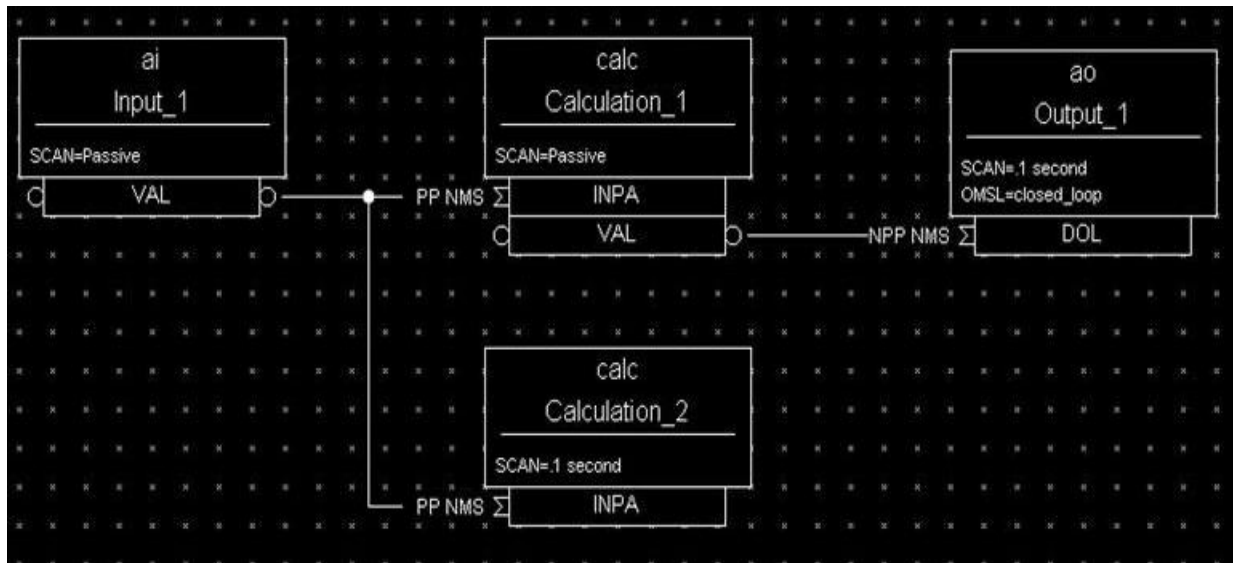 ai
Input_1
SCAN=Passive
VAL
calc
Calculation_1
SCAN=Passive
PP NMS INPA
VAL
ao
Output_1
SCAN=.1 second
OMSL=closed_loop
NPP NMS DOL
calc
Calculation_2
SCAN=.1 second
PP NMS INPA